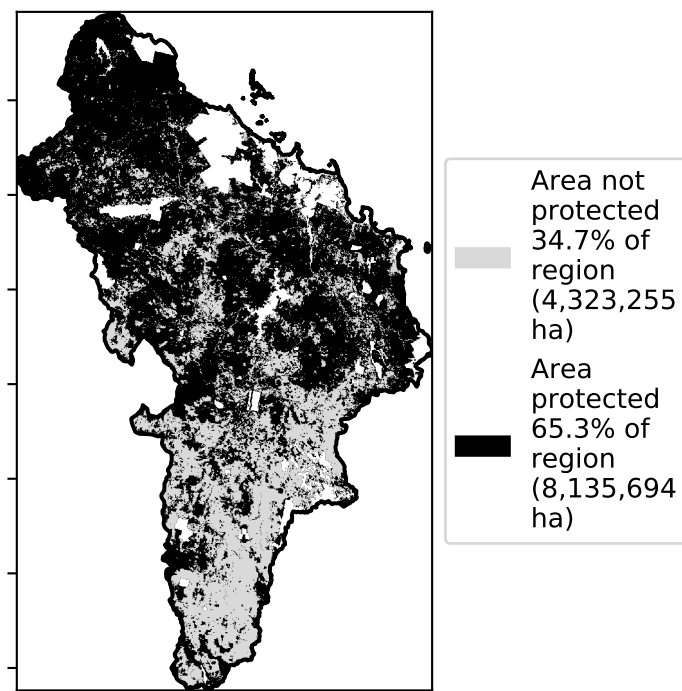 Area not
protected
34.7% of
region
(4,323,255
ha)
Area
protected
65.3% of
region
(8,135,694
ha)